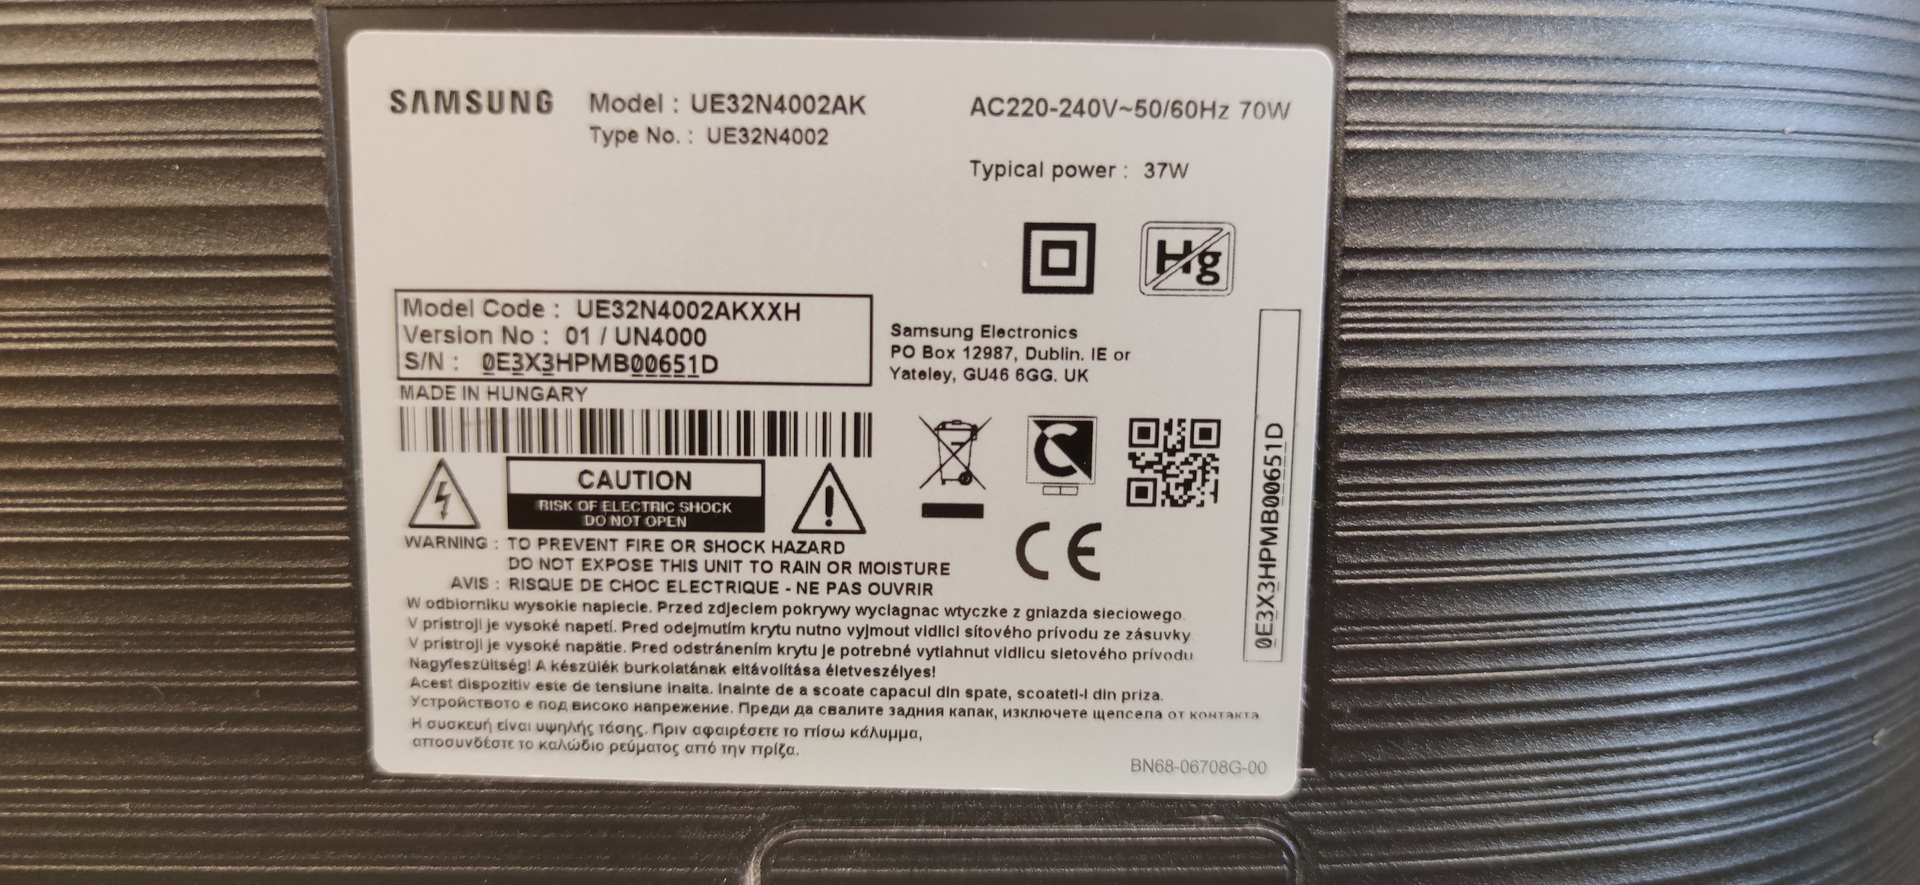 SAMSUNG Model : UE32N4002AK AC220-240V~50/60Hz 70W
Type No. : UE32N4002
Typical power : 37W
Hg
Model Code : UE32N4002AKXXH
Version No : 01 / UN4000
S/N : 0E3X3HPMB00651D
MADE IN HUNGARY
Samsung Electronics
PO Box 12987, Dublin. IE or
Yateley, GU46 6GG. UK
CAUTION
RISK OF ELECTRIC SHOCK
DO NOT OPEN
WARNING : TO PREVENT FIRE OR SHOCK HAZARD
DO NOT EXPOSE THIS UNIT TO RAIN OR MOISTURE
AVIS : RISQUE DE CHOC ELECTRIQUE - NE PAS OUVRIR
W odbiorniku wysokie napiecie. Przed zdjeciem pokrywy wyciagnac wtyczke z gniazda sieciowego.
V prístroji je vysoké napetí. Pred odejmutím krytu nutno vyjmout vidlici sítového prívodu ze zásuvky.
V prístroji je vysoké napätie. Pred odstránením krytu je potrebné vytiahnut vidlicu sietového prívodu
Nagyfeszültség! A készülék burkolatának eltávolítása életveszélyes!
Acest dispozitiv este de tensiune inalta. Inainte de a scoate capacul din spate, scoateti-l din priza.
Устройството е под високо напрежение. Преди да свалите задния капак, изключете щепсела от контакта.
Η συσκευή είναι υψηλής τάσης. Πριν αφαιρέσετε το πίσω κάλυμμα,
αποσυνδέστε το καλώδιο ρεύματος από την πρίζα.
CE
0E3X3HPMB00651D
BN68-06708G-00